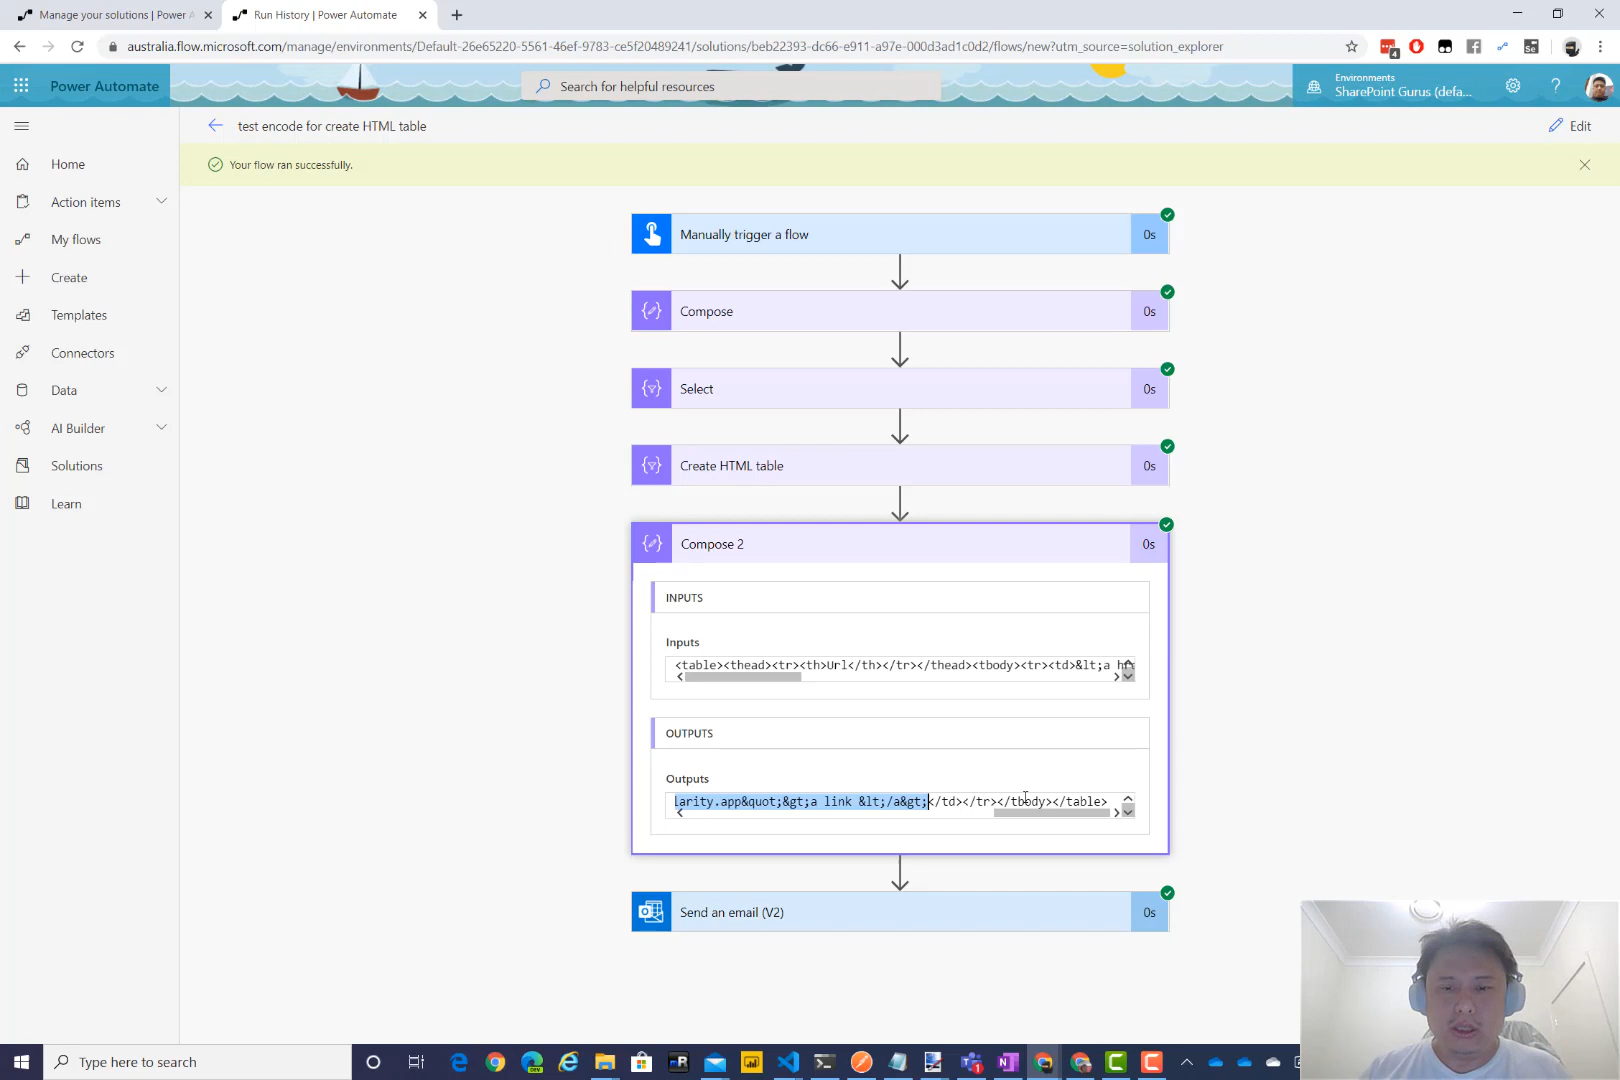 Manage your solutions | Power A
Run History | Power Automate
australia.flow.microsoft.com/manage/environments/Default-26e65220-5561-46ef-9783-ce5f20489241/solutions/beb22393-dc66-e911-a97e-000d3ad1c0d2/flows/new?utm_source=solution_explorer
4
Se
Power Automate
Search for helpful resources
Environments
SharePoint Gurus (defa...
?
test encode for create HTML table
Edit
Your flow ran successfully.
Home
Action items
My flows
Create
Templates
Connectors
Data
AI Builder
Solutions
Learn
Manually trigger a flow
0s
Compose
0s
Select
0s
Create HTML table
0s
Compose 2
0s
INPUTS
Inputs
<table><thead><tr><th>Url</th></tr></thead><tbody><tr><td>&lt;a
OUTPUTS
Outputs
larity.app&quot;&gt;a link &lt;/a&gt;</td></tr></tbody></table>
Send an email (V2)
0s
Type here to search